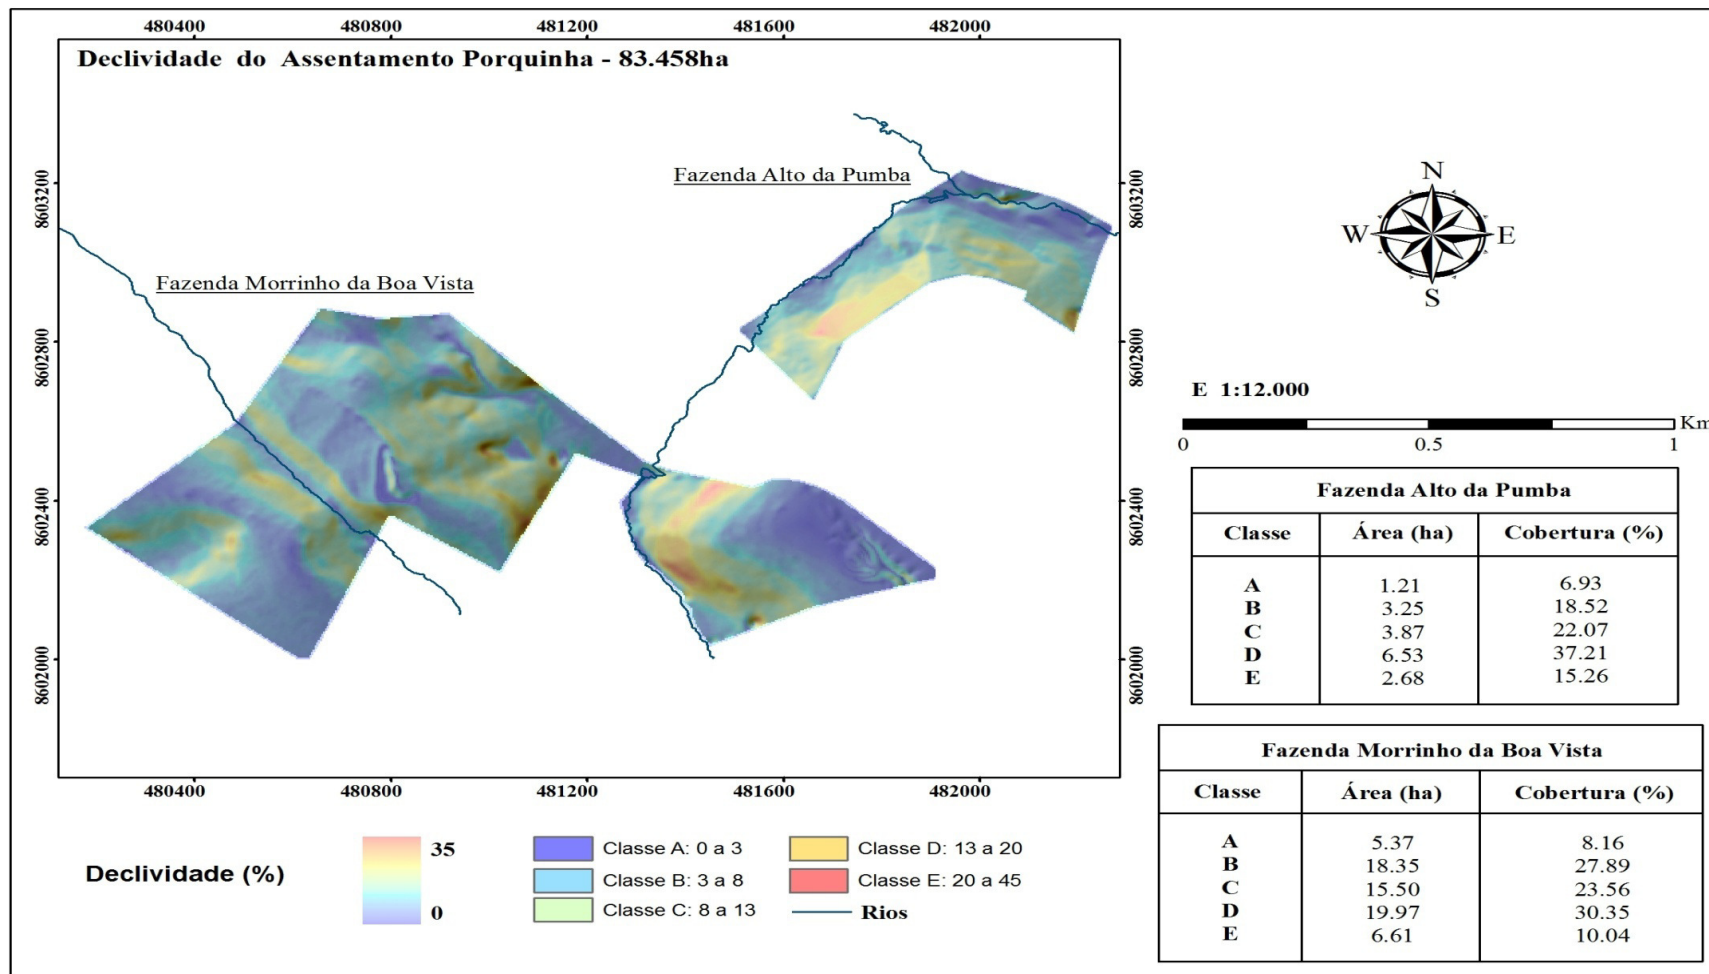 480400 480800 481200 481600 482000
Declividade do Assentamento Porquinha - 83.458ha
Fazenda Alto da Pumba
Fazenda Morrinho da Boa Vista
8603200
8602800
8602400
8602000
8603200
8602800
8602400
8602000
480400 480800 481200 481600 482000
N
W E
S
E 1:12.000
Km
0 0.5 1
Fazenda Alto da Pumba
Classe Área (ha) Cobertura (%)
A 1.21 6.93
B 3.25 18.52
C 3.87 22.07
D 6.53 37.21
E 2.68 15.26
Fazenda Morrinho da Boa Vista
Classe Área (ha) Cobertura (%)
A 5.37 8.16
B 18.35 27.89
C 15.50 23.56
D 19.97 30.35
E 6.61 10.04
Declividade (%)
35
0
Classe A: 0 a 3
Classe B: 3 a 8
Classe C: 8 a 13
Classe D: 13 a 20
Classe E: 20 a 45
Rios